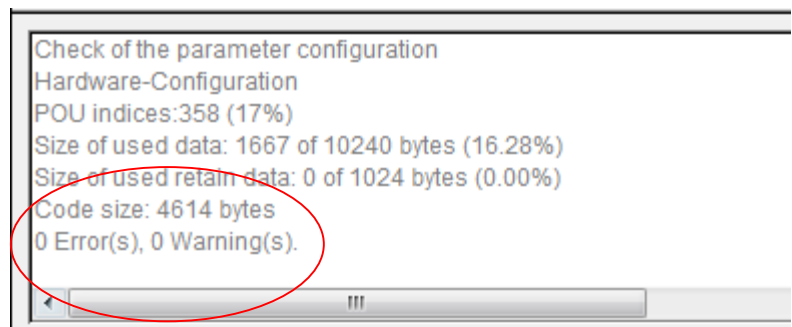 Check of the parameter configuration
Hardware-Configuration
POU indices:358 (17%)
Size of used data: 1667 of 10240 bytes (16.28%)
Size of used retain data: 0 of 1024 bytes (0.00%)
Code size: 4614 bytes
0 Error(s), 0 Warning(s).